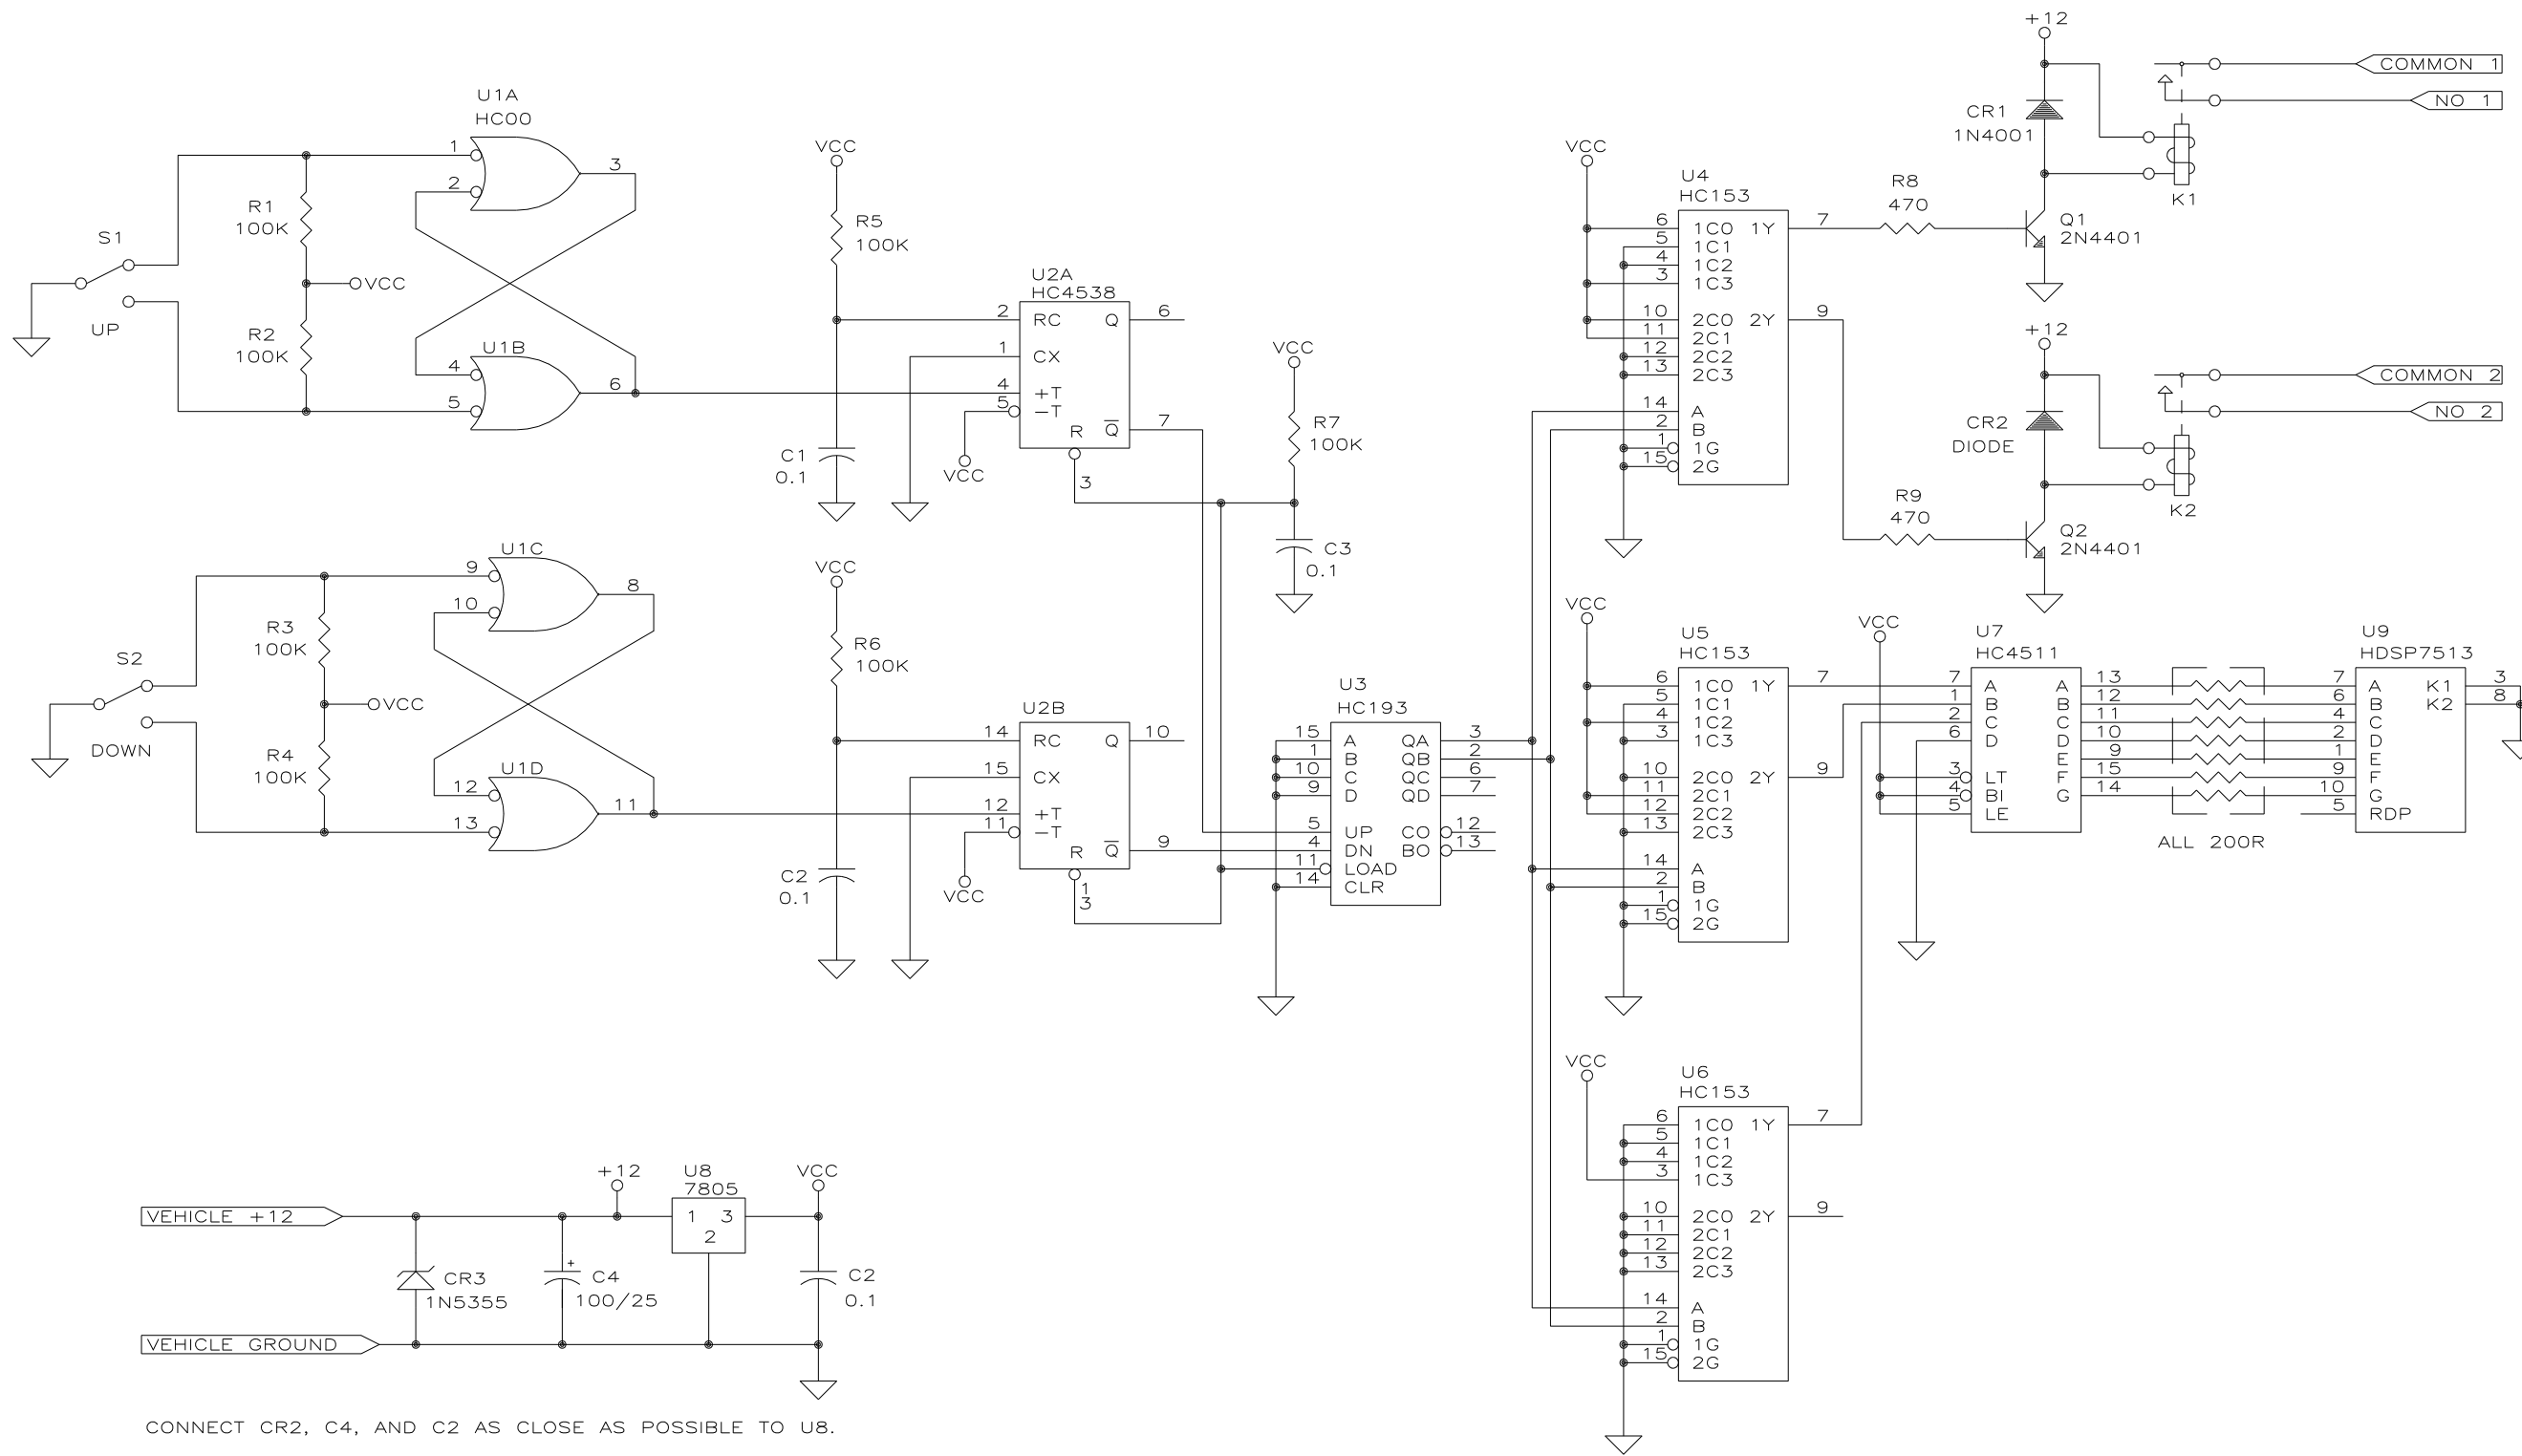 U1A
HC00
1
2
3
R1
100K
R2
100K
VCC
S1
UP
U1B
4
5
6
VCC
R5
100K
C1
0.1
U2A
HC4538
2 RC Q 6
1 CX
4 +T
5 -T
R Q 7
3
VCC
VCC
R7
100K
C3
0.1
U1C
9
10
8
R3
100K
R4
100K
VCC
S2
DOWN
U1D
12
13
11
VCC
R6
100K
C2
0.1
U2B
14 RC Q 10
15 CX
12 +T
11 -T
R Q 9
1
3
VCC
U3
HC193
15 A QA 3
1 B QB 2
10 C QC 6
9 D QD 7
5 UP CO 12
4 DN BO 13
11 LOAD
14 CLR
VCC
U4
HC153
6 1C0 1Y 7
5 1C1
4 1C2
3 1C3
10 2C0 2Y 9
11 2C1
12 2C2
13 2C3
14 A
2 B
1 1G
15 2G
R8
470
R9
470
+12
CR1
1N4001
Q1
2N4401
K1
COMMON 1
NO 1
+12
CR2
DIODE
Q2
2N4401
K2
COMMON 2
NO 2
VCC
U5
HC153
6 1C0 1Y 7
5 1C1
4 1C2
3 1C3
10 2C0 2Y 9
11 2C1
12 2C2
13 2C3
14 A
2 B
1 1G
15 2G
VCC
U7
HC4511
7 A A 13
1 B B 12
2 C C 11
6 D D 10
E 9
3 LT F 15
4 BI G 14
5 LE
ALL 200R
U9
HDSP7513
7 A K1 3
6 B K2 8
4 C
2 D
1 E
9 F
10 G
5 RDP
VCC
U6
HC153
6 1C0 1Y 7
5 1C1
4 1C2
3 1C3
10 2C0 2Y 9
11 2C1
12 2C2
13 2C3
14 A
2 B
1 1G
15 2G
VEHICLE +12
VEHICLE GROUND
+12
U8
7805
1 3
2
VCC
CR3
1N5355
+
C4
100/25
C2
0.1
CONNECT CR2, C4, AND C2 AS CLOSE AS POSSIBLE TO U8.